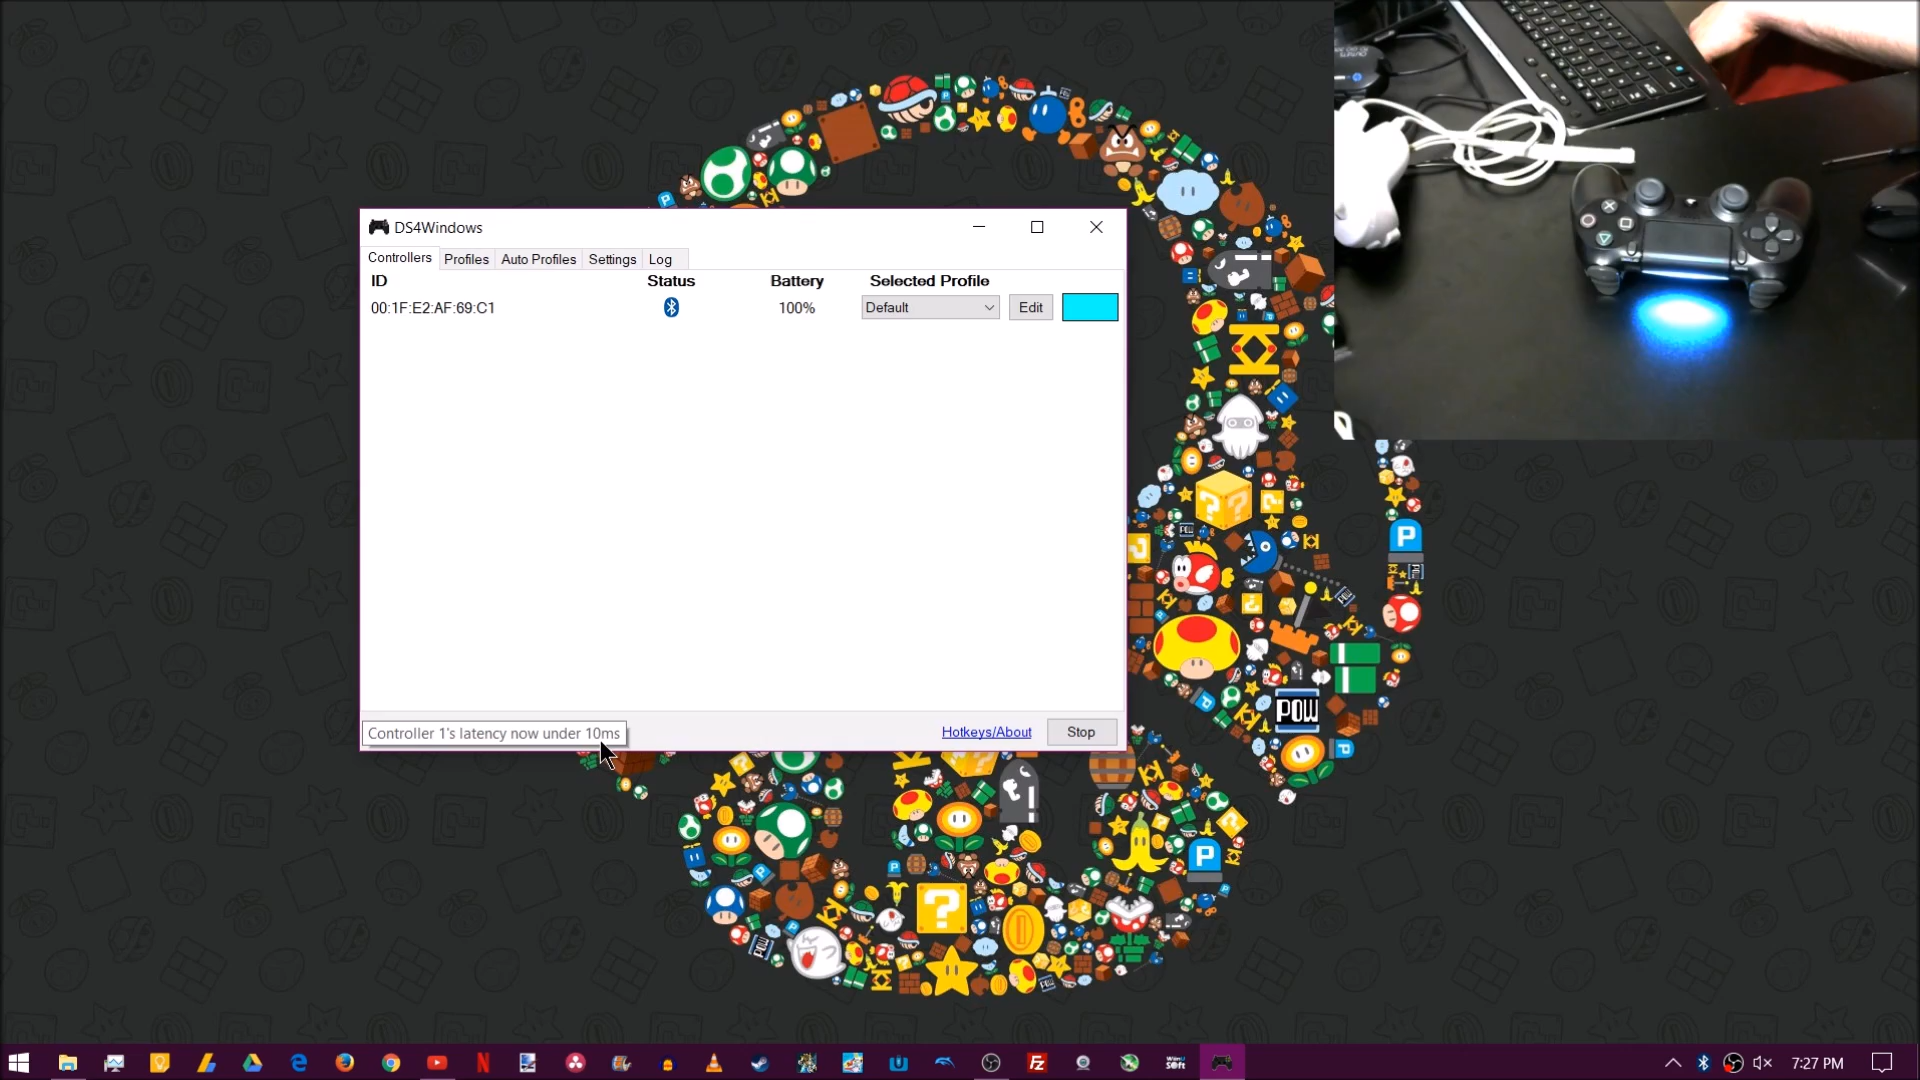 DS4Windows
Controllers Profiles Auto Profiles Settings Log
ID Status Battery Selected Profile
00:1F:E2:AF:69:C1 100% Default Edit
Controller 1's latency now under 10ms
Hotkeys/About Stop
P
POW
P
7:27 PM